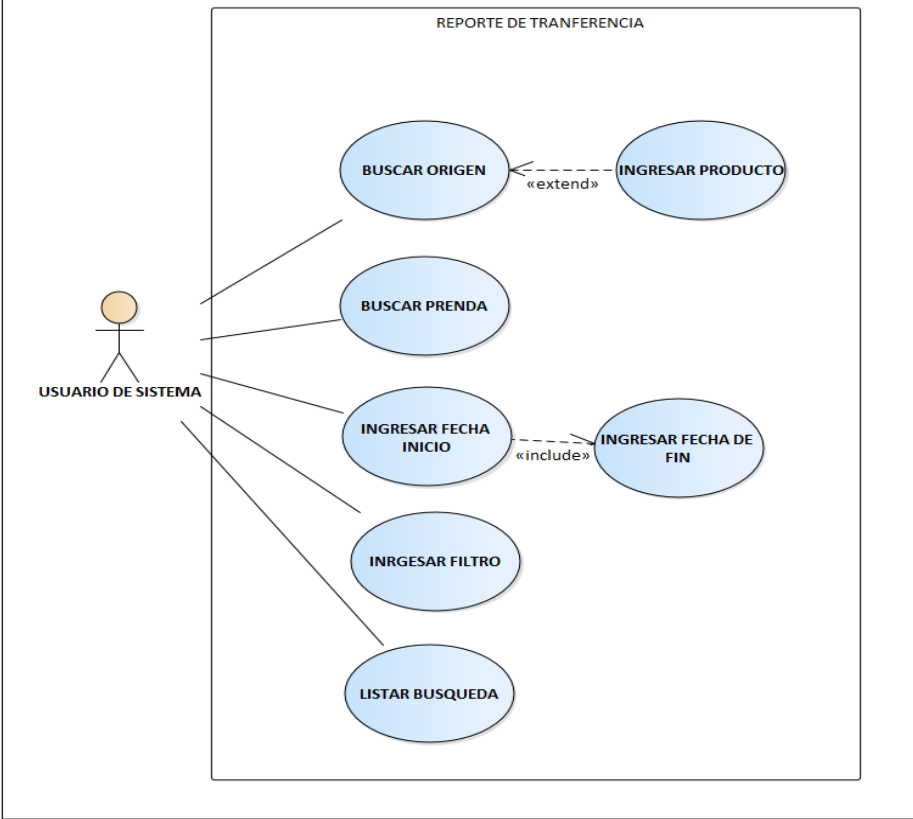 REPORTE DE TRANFERENCIA
BUSCAR ORIGEN
«extend»
INGRESAR PRODUCTO
BUSCAR PRENDA
USUARIO DE SISTEMA
INGRESAR FECHA
INICIO
«include»
INGRESAR FECHA DE
FIN
INRGESAR FILTRO
LISTAR BUSQUEDA